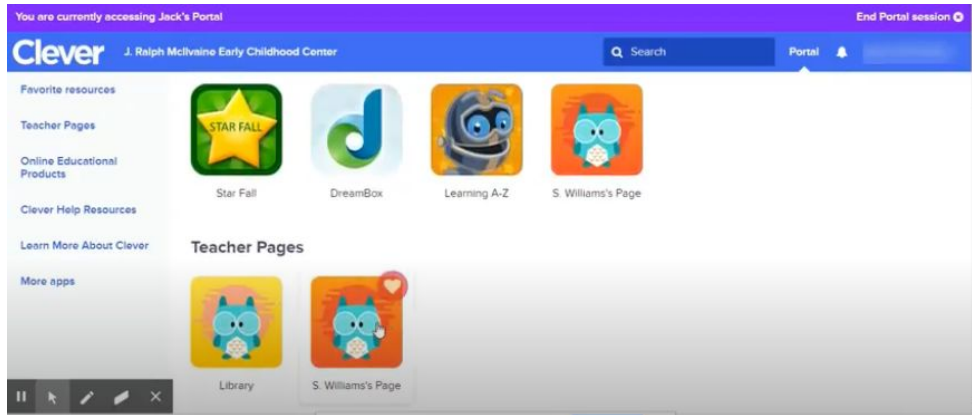 You are currently accessing Jack's Portal
End Portal session
Clever
J. Ralph McIlvaine Early Childhood Center
Search
Portal
Favorite resources
Teacher Pages
Online Educational
Products
Clever Help Resources
Learn More About Clever
More apps
STAR FALL
Star Fall
DreamBox
Learning A-Z
S. Williams's Page
Teacher Pages
Library
S. Williams's Page